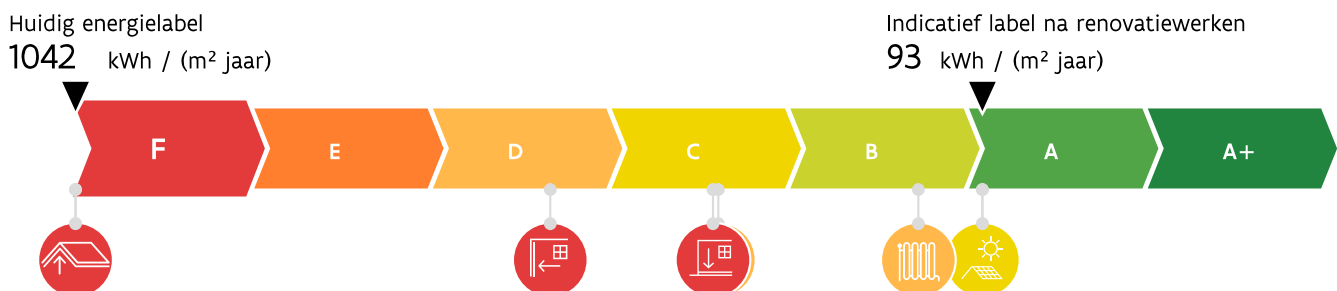 Huidig energielabel
1042 kWh / (m² jaar)
Indicatief label na renovatiewerken
93 kWh / (m² jaar)
F E D C B A A+